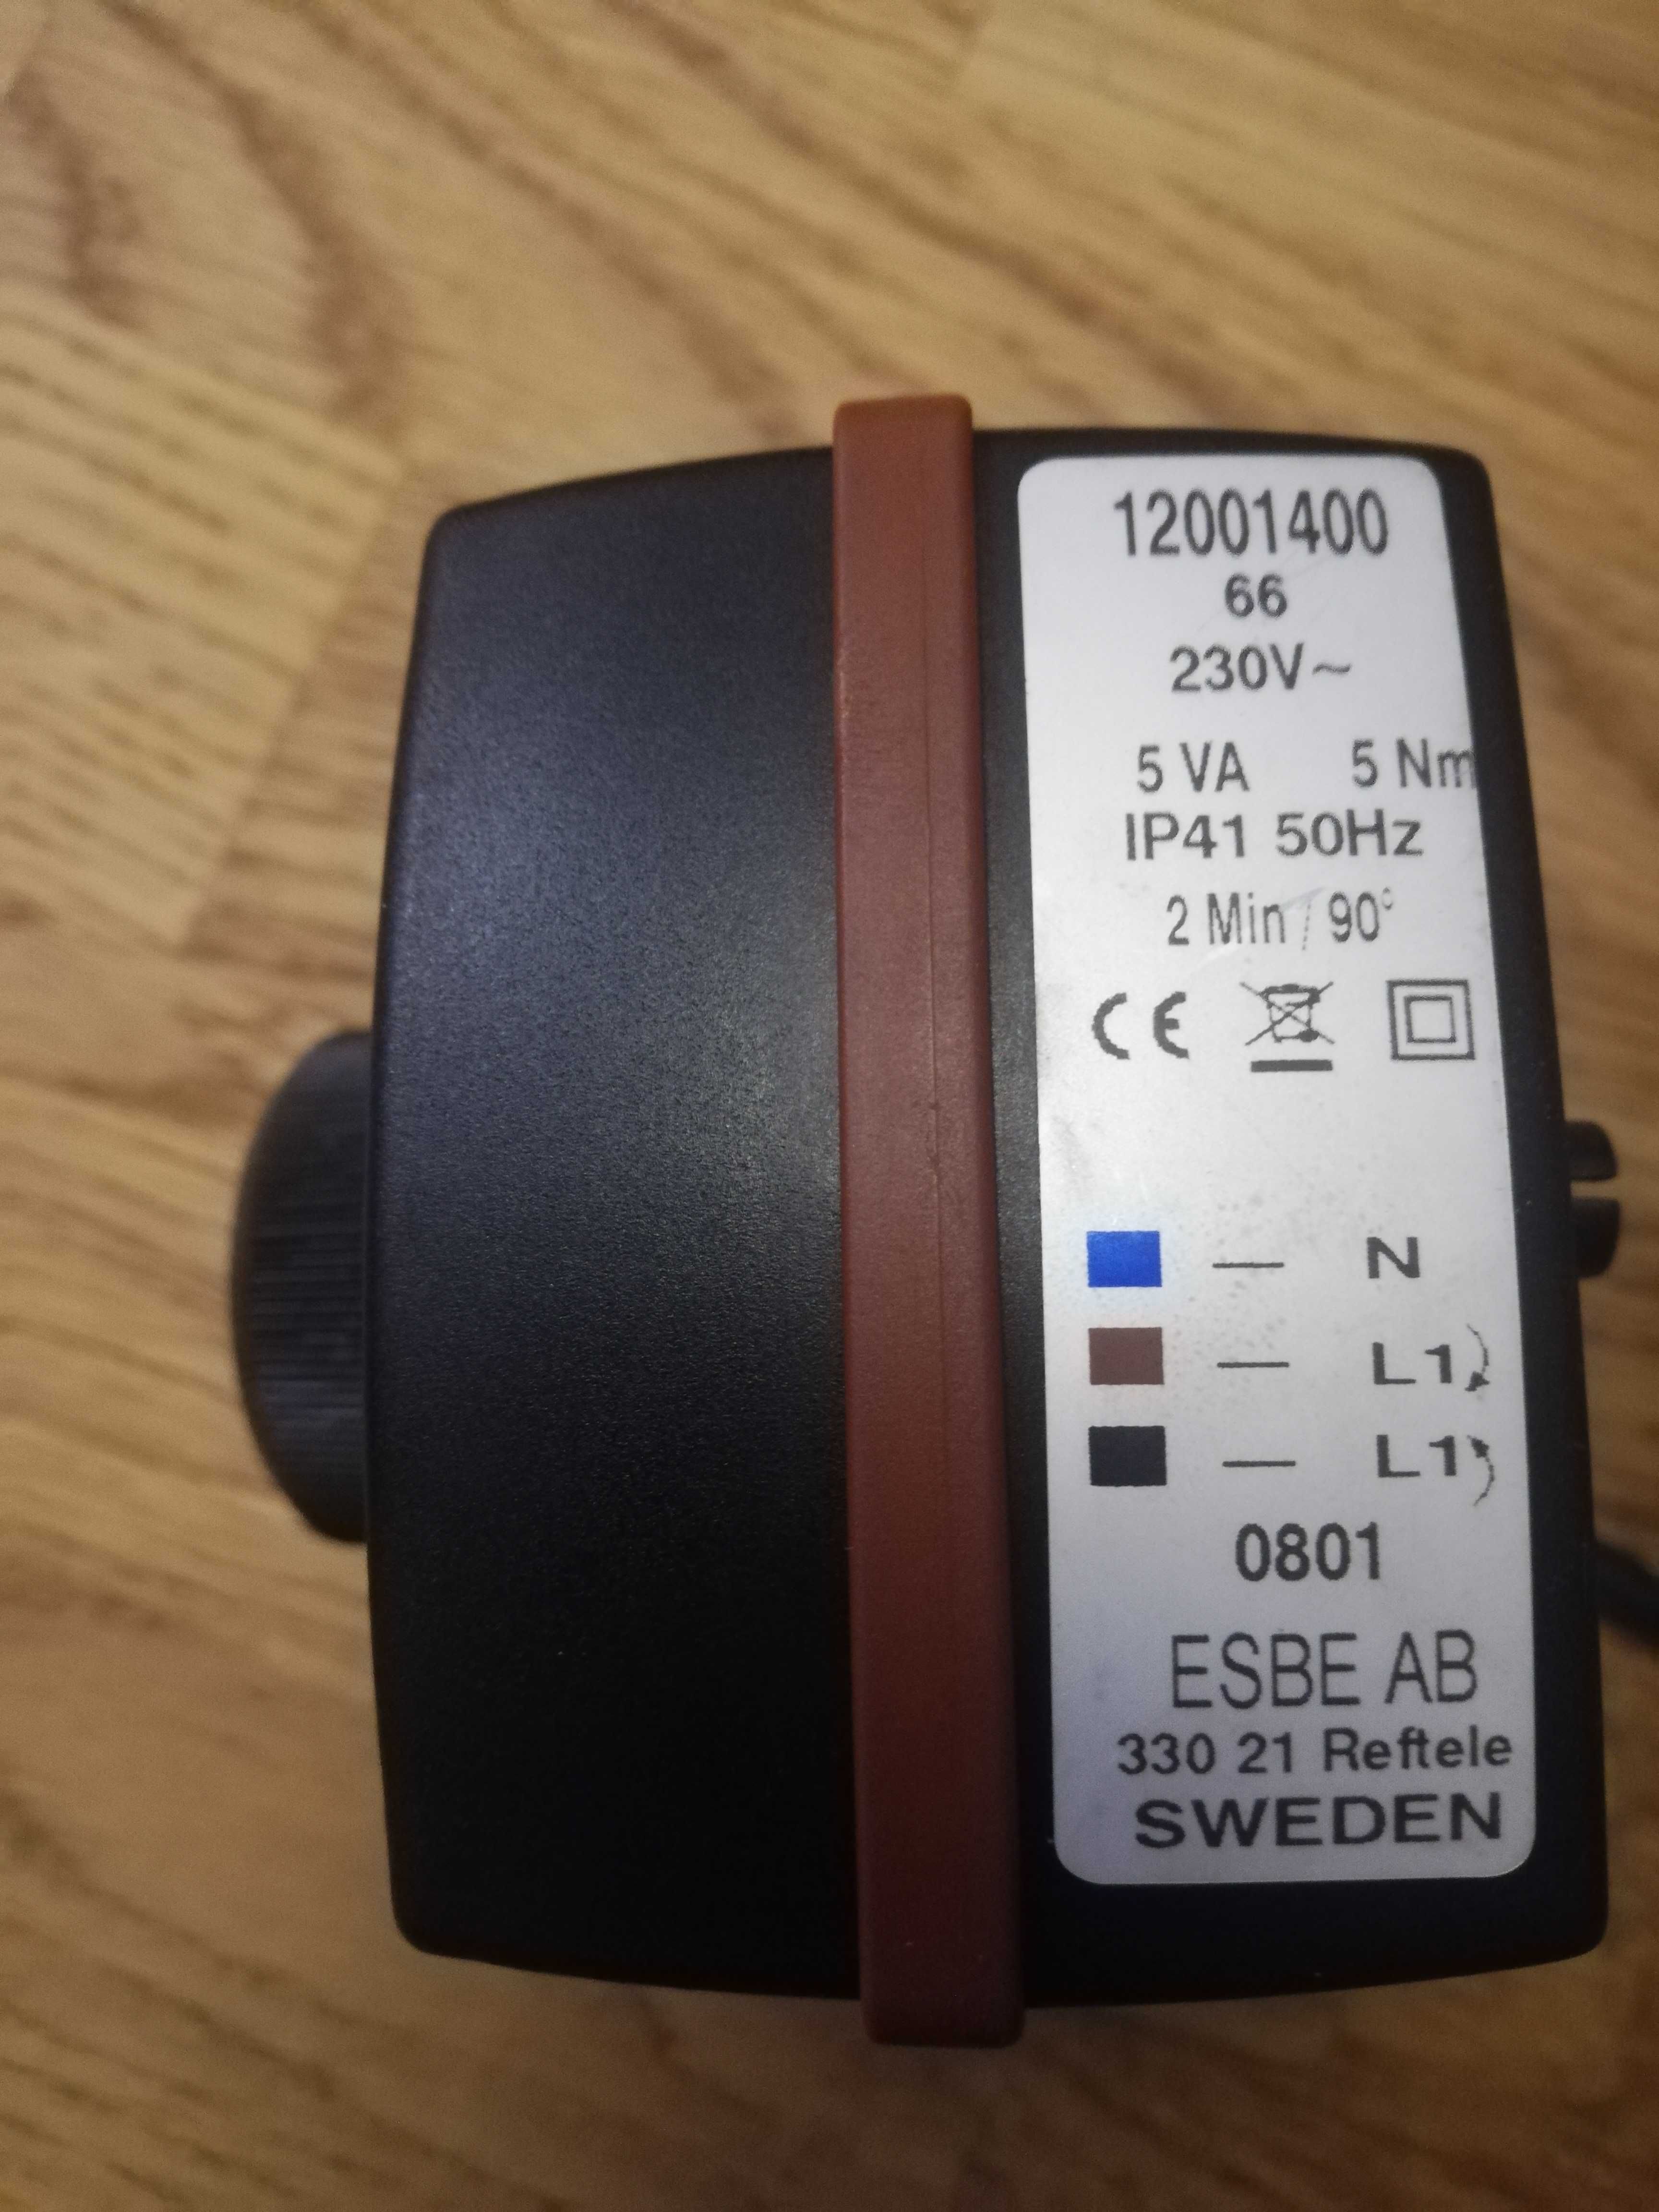 12001400
66
230V~
5 VA 5 Nm
IP41 50Hz
2 Min / 90°
CE
N
L1
L1
0801
ESBE AB
330 21 Reftele
SWEDEN